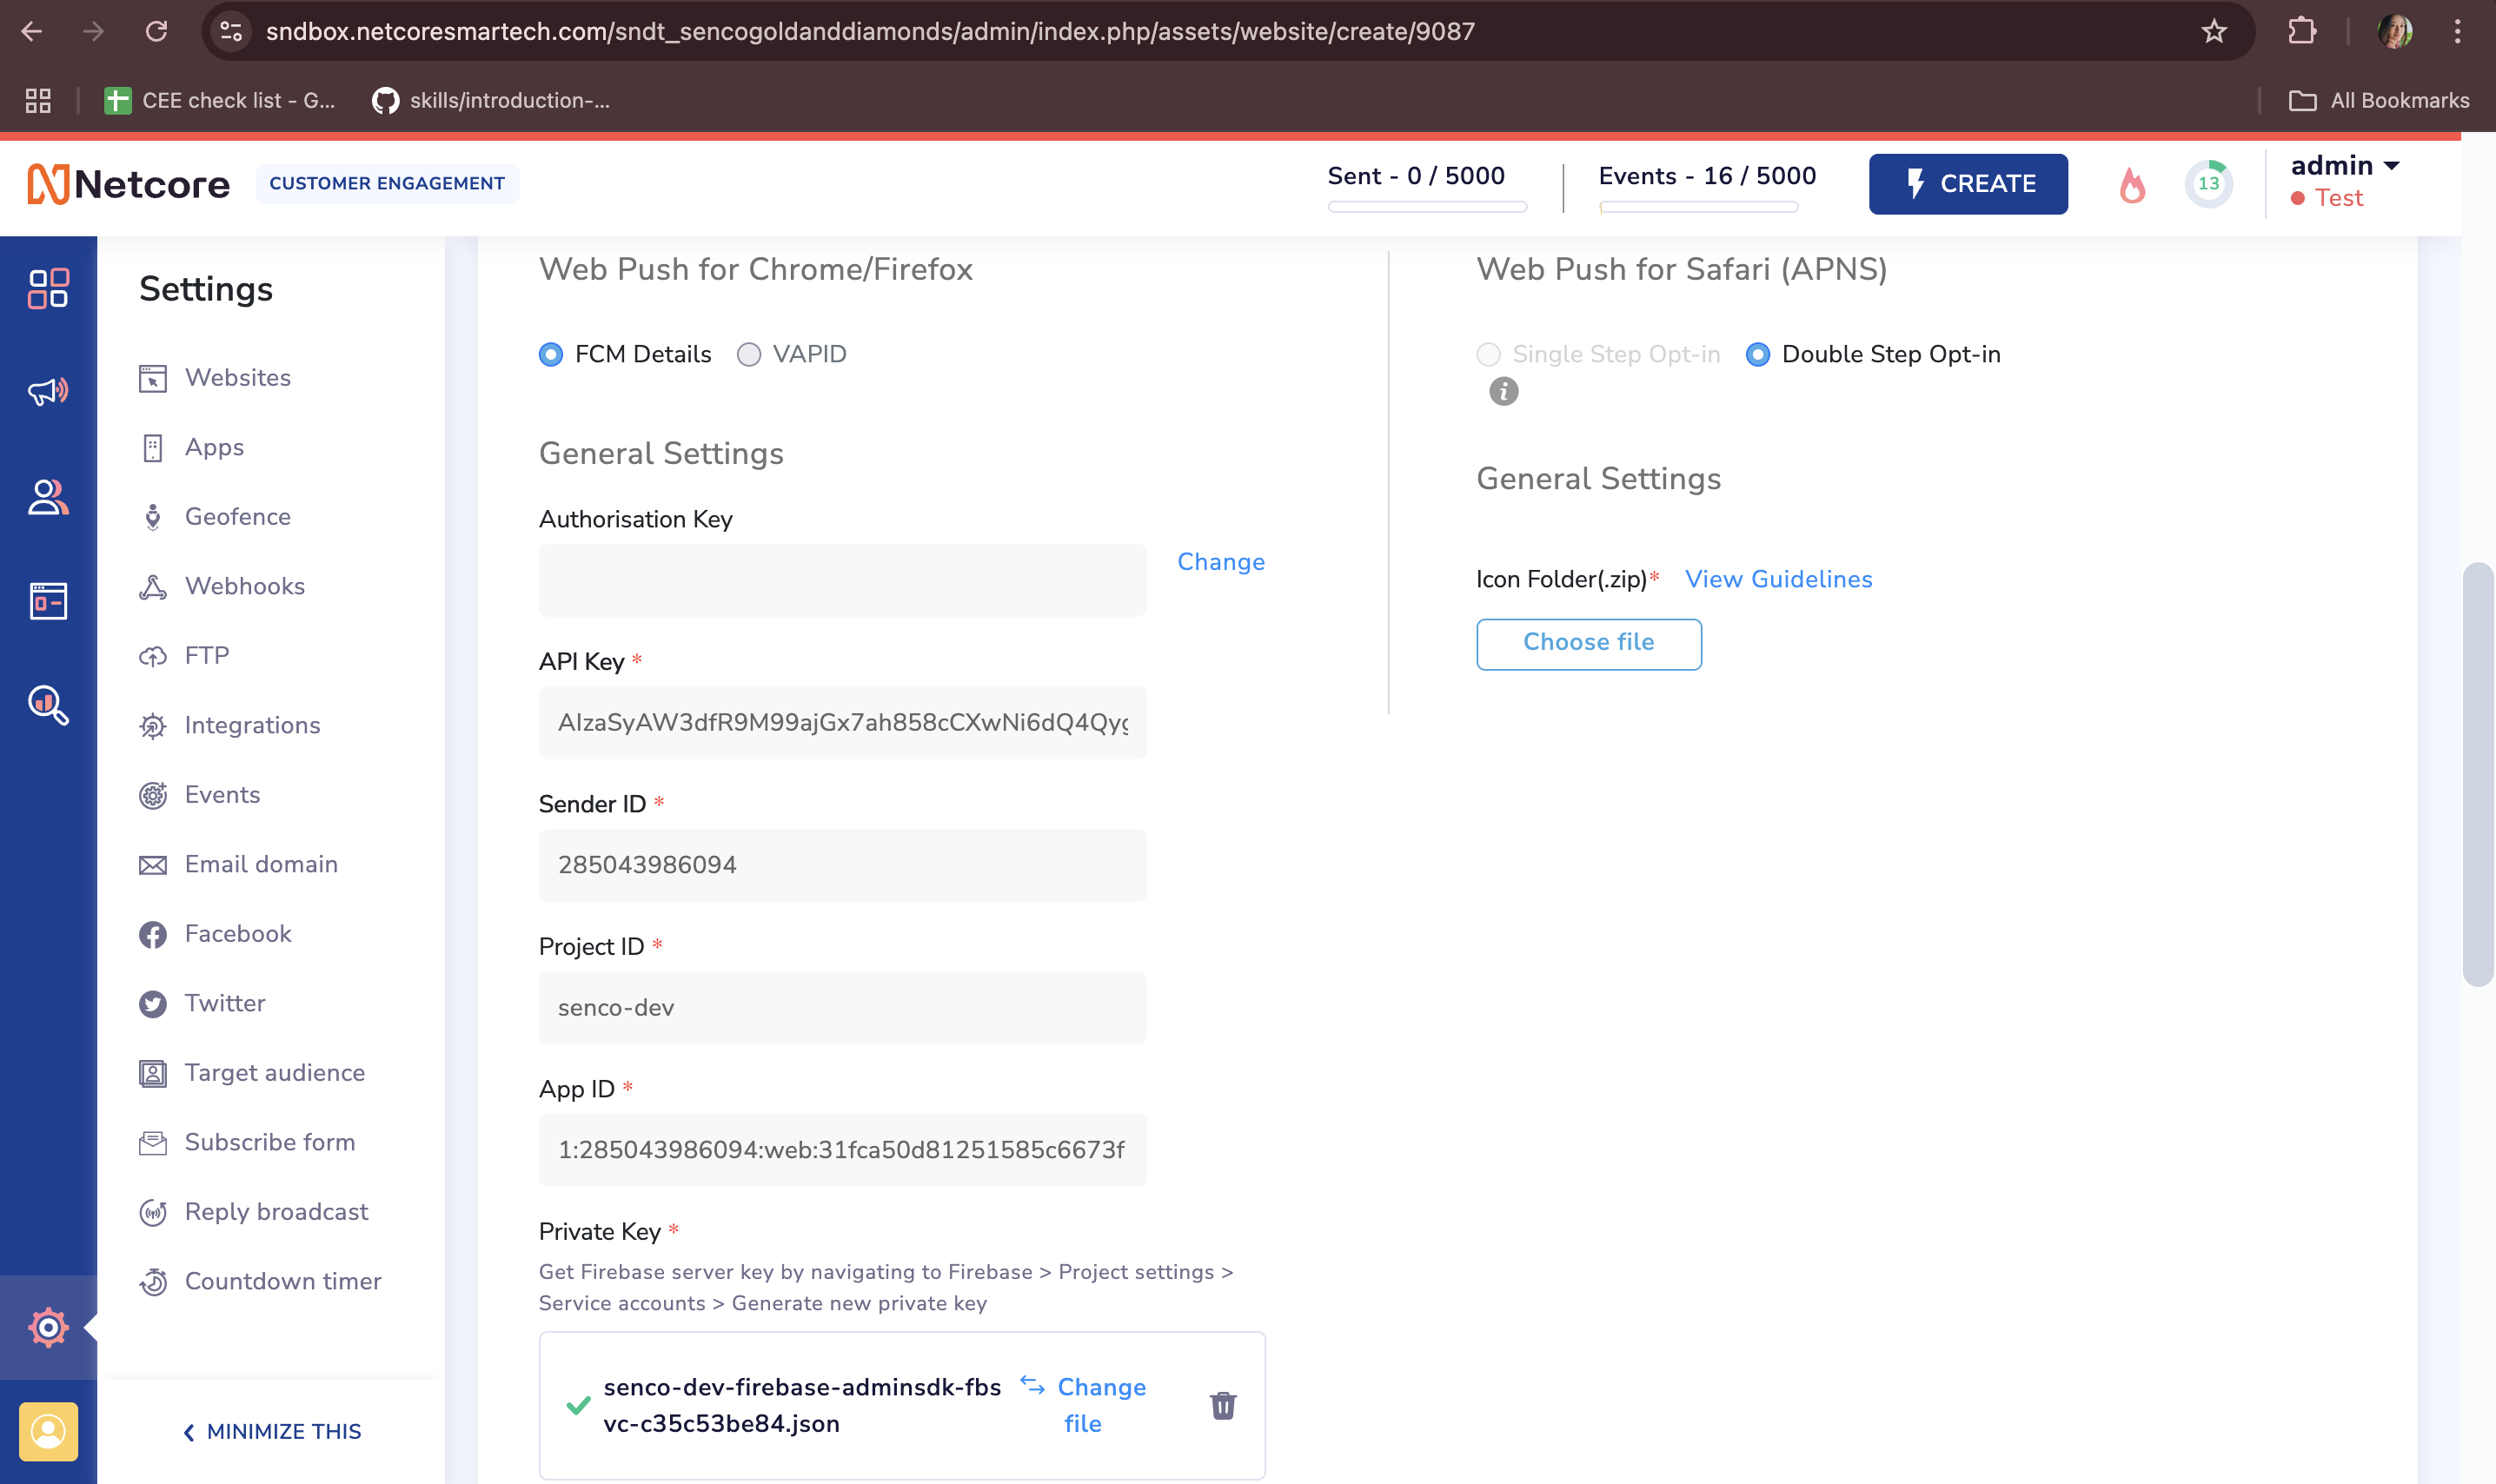 sndbox.netcoresmartech.com/sndt_sencogoldanddiamonds/admin/index.php/assets/website/create/9087
CEE check list - G...
skills/introduction-...
All Bookmarks
Netcore
CUSTOMER ENGAGEMENT
Sent - 0 / 5000
Events - 16 / 5000
CREATE
13
admin
Test
Settings
Websites
Apps
Geofence
Webhooks
FTP
Integrations
Events
Email domain
Facebook
Twitter
Target audience
Subscribe form
Reply broadcast
Countdown timer
MINIMIZE THIS
Web Push for Chrome/Firefox
FCM Details
VAPID
General Settings
Authorisation Key
Change
API Key *
AIzaSyAW3dfR9M99ajGx7ah858cCXwNi6dQ4Qyg
Sender ID *
285043986094
Project ID *
senco-dev
App ID *
1:285043986094:web:31fca50d81251585c6673f
Private Key *
Get Firebase server key by navigating to Firebase > Project settings >
Service accounts > Generate new private key
senco-dev-firebase-adminsdk-fbs
vc-c35c53be84.json
Change
file
Web Push for Safari (APNS)
Single Step Opt-in
Double Step Opt-in
General Settings
Icon Folder(.zip)*
View Guidelines
Choose file